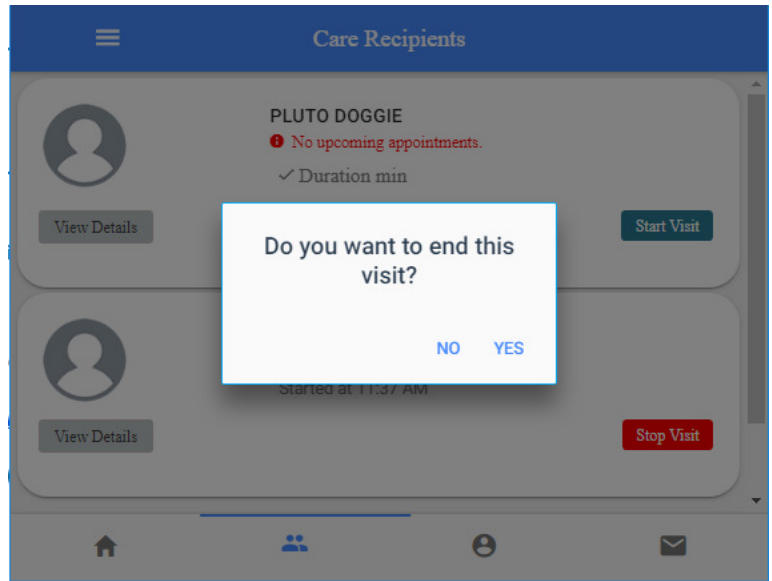 Care Recipients
PLUTO DOGGIE
No upcoming appointments.
Duration min
View Details
Start Visit
Do you want to end this
visit?
NO YES
Started at 11:37 AM
View Details
Stop Visit